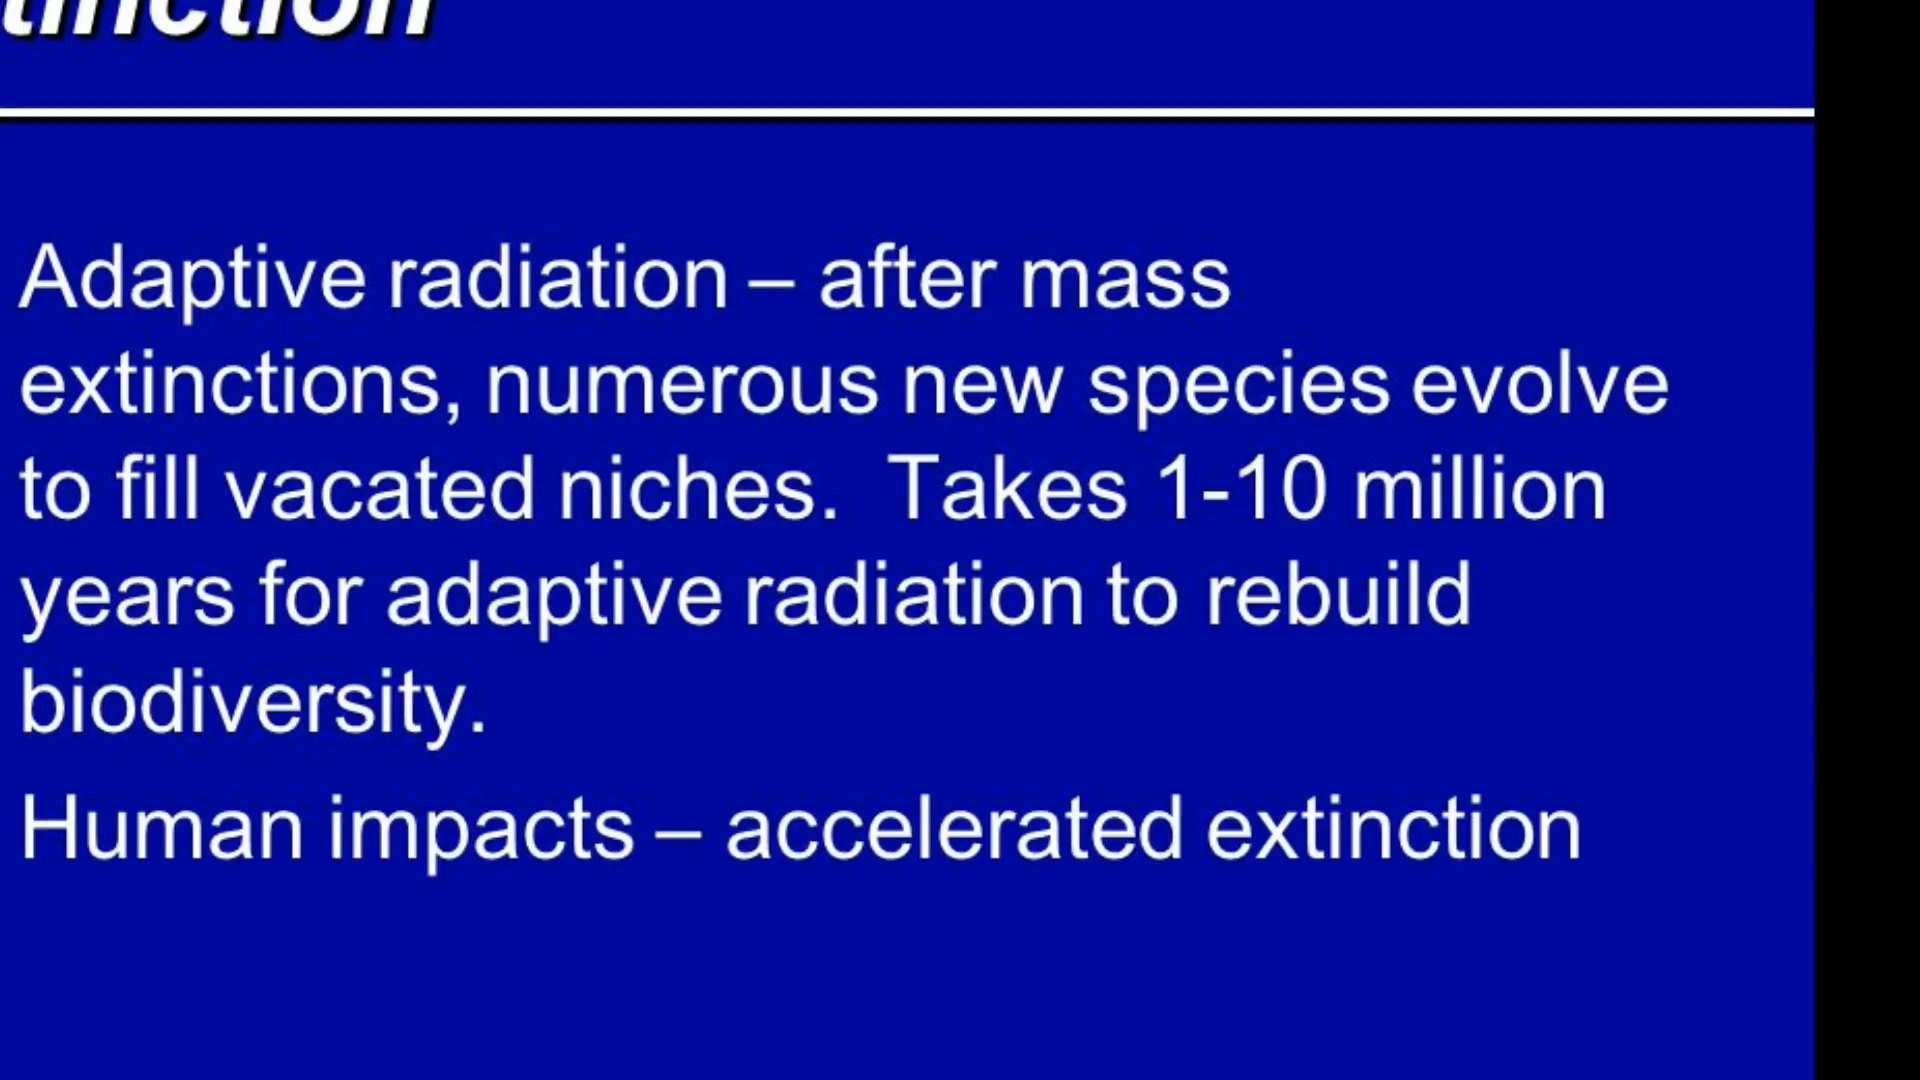 tinction
Adaptive radiation – after mass
extinctions, numerous new species evolve
to fill vacated niches.  Takes 1-10 million
years for adaptive radiation to rebuild
biodiversity.
Human impacts – accelerated extinction